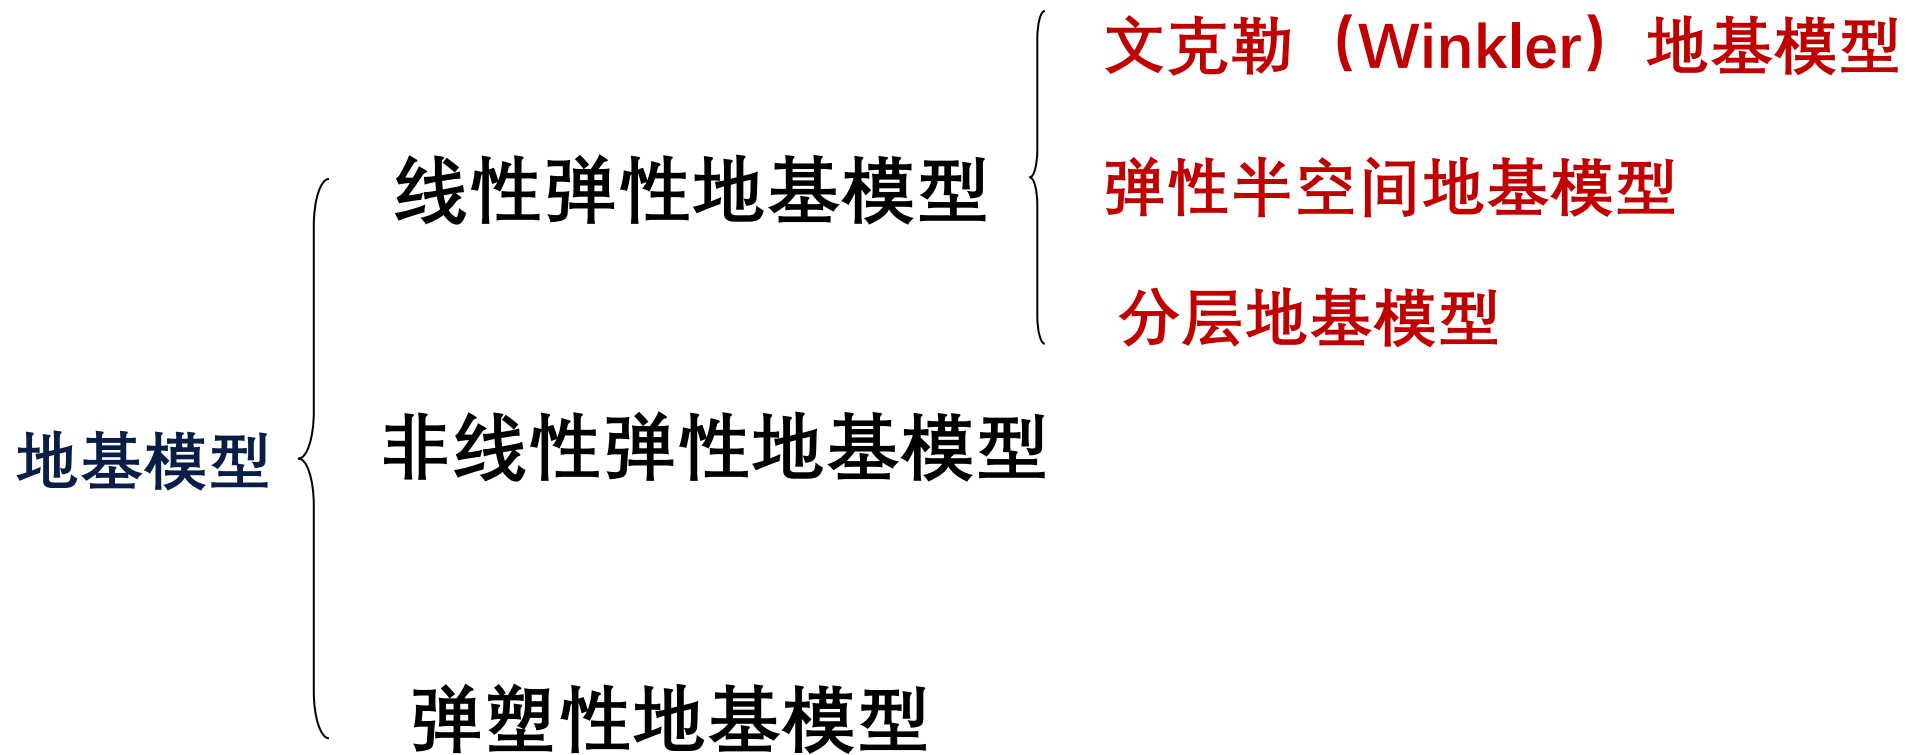 文克勒（Winkler）地基模型
线性弹性地基模型
弹性半空间地基模型
分层地基模型
地基模型
非线性弹性地基模型
弹塑性地基模型